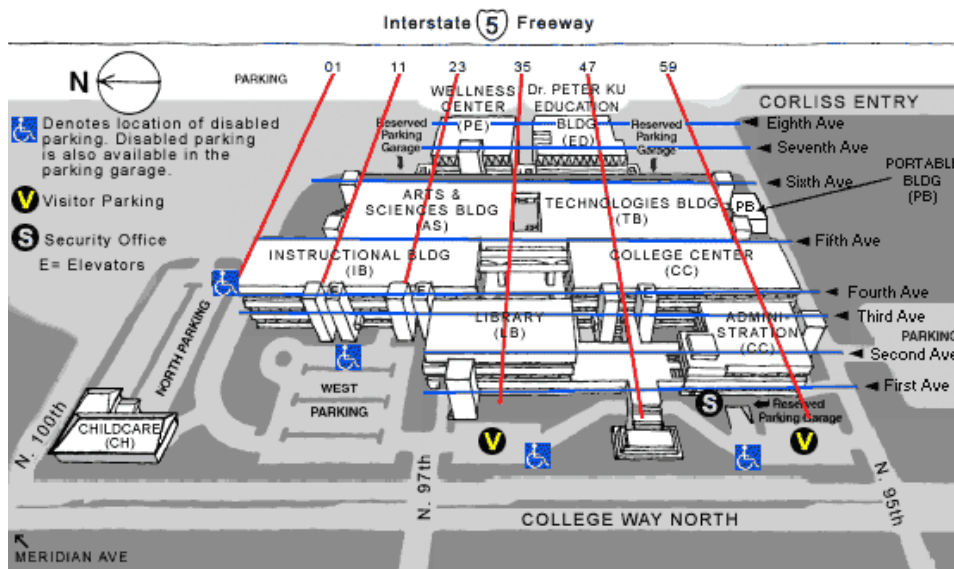 Interstate 5 Freeway
N
PARKING
01
11
23
35
47
59
WELLNESS
CENTER
(PE)
Dr. PETER KU
EDUCATION
BLDG
(ED)
CORLISS ENTRY
Denotes location of disabled
parking. Disabled parking
is also available in the
parking garage.
V Visitor Parking
S Security Office
E= Elevators
Reserved
Parking
Garage
Reserved
Parking
Garage
Eighth Ave
Seventh Ave
PORTABLE
BLDG
(PB)
Sixth Ave
ARTS &
SCIENCES BLDG
(AS)
TECHNOLOGIES BLDG
(TB)
PB
Fifth Ave
INSTRUCTIONAL BLDG
(IB)
COLLEGE CENTER
(CC)
Fourth Ave
E
E
E
E
Third Ave
NORTH PARKING
LIBRARY
(LB)
ADMINI-
STRATION
(CC)
PARKING
Second Ave
WEST
PARKING
First Ave
S
Reserved
Parking Garage
N. 100th
CHILDCARE
(CH)
V
V
N. 97th
N. 95th
COLLEGE WAY NORTH
MERIDIAN AVE